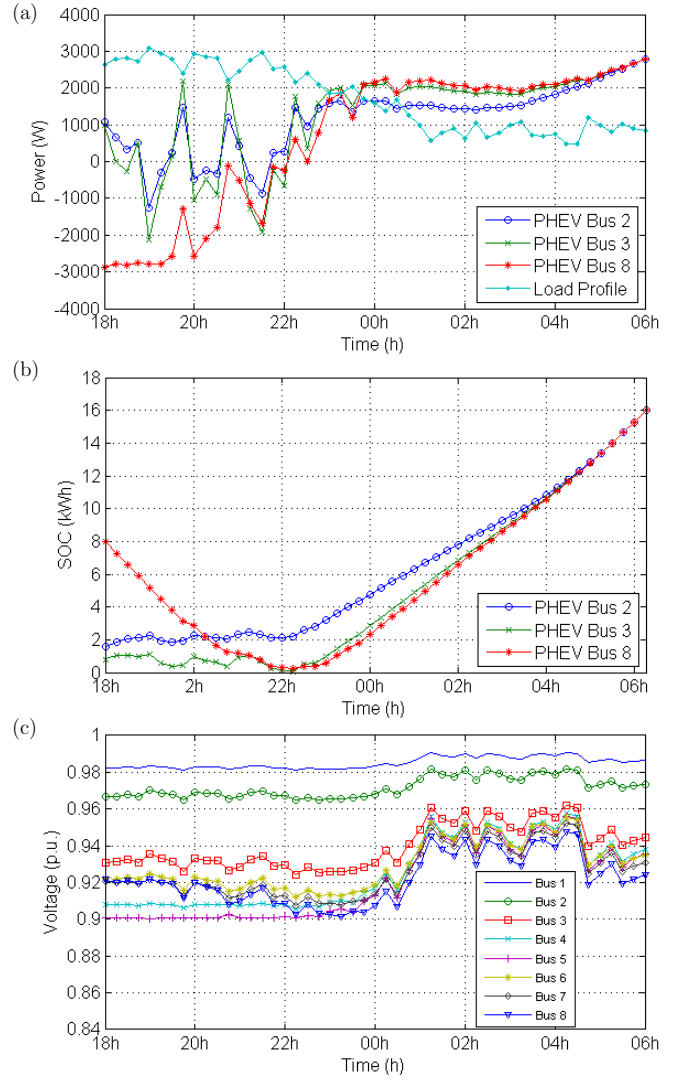 (a)
4000
3000
2000
1000
0
-1000
-2000
-3000
-4000
Power (W)
PHEV Bus 2
PHEV Bus 3
PHEV Bus 8
Load Profile
18h 20h 22h 00h 02h 04h 06h
Time (h)
(b)
18
16
14
12
10
8
6
4
2
0
SOC (kWh)
PHEV Bus 2
PHEV Bus 3
PHEV Bus 8
18h 2h 22h 00h 02h 04h 06h
Time (h)
(c)
1
0.98
0.96
0.94
0.92
0.9
0.88
0.86
0.84
Voltage (p.u.)
Bus 1
Bus 2
Bus 3
Bus 4
Bus 5
Bus 6
Bus 7
Bus 8
18h 20h 22h 00h 02h 04h 06h
Time (h)